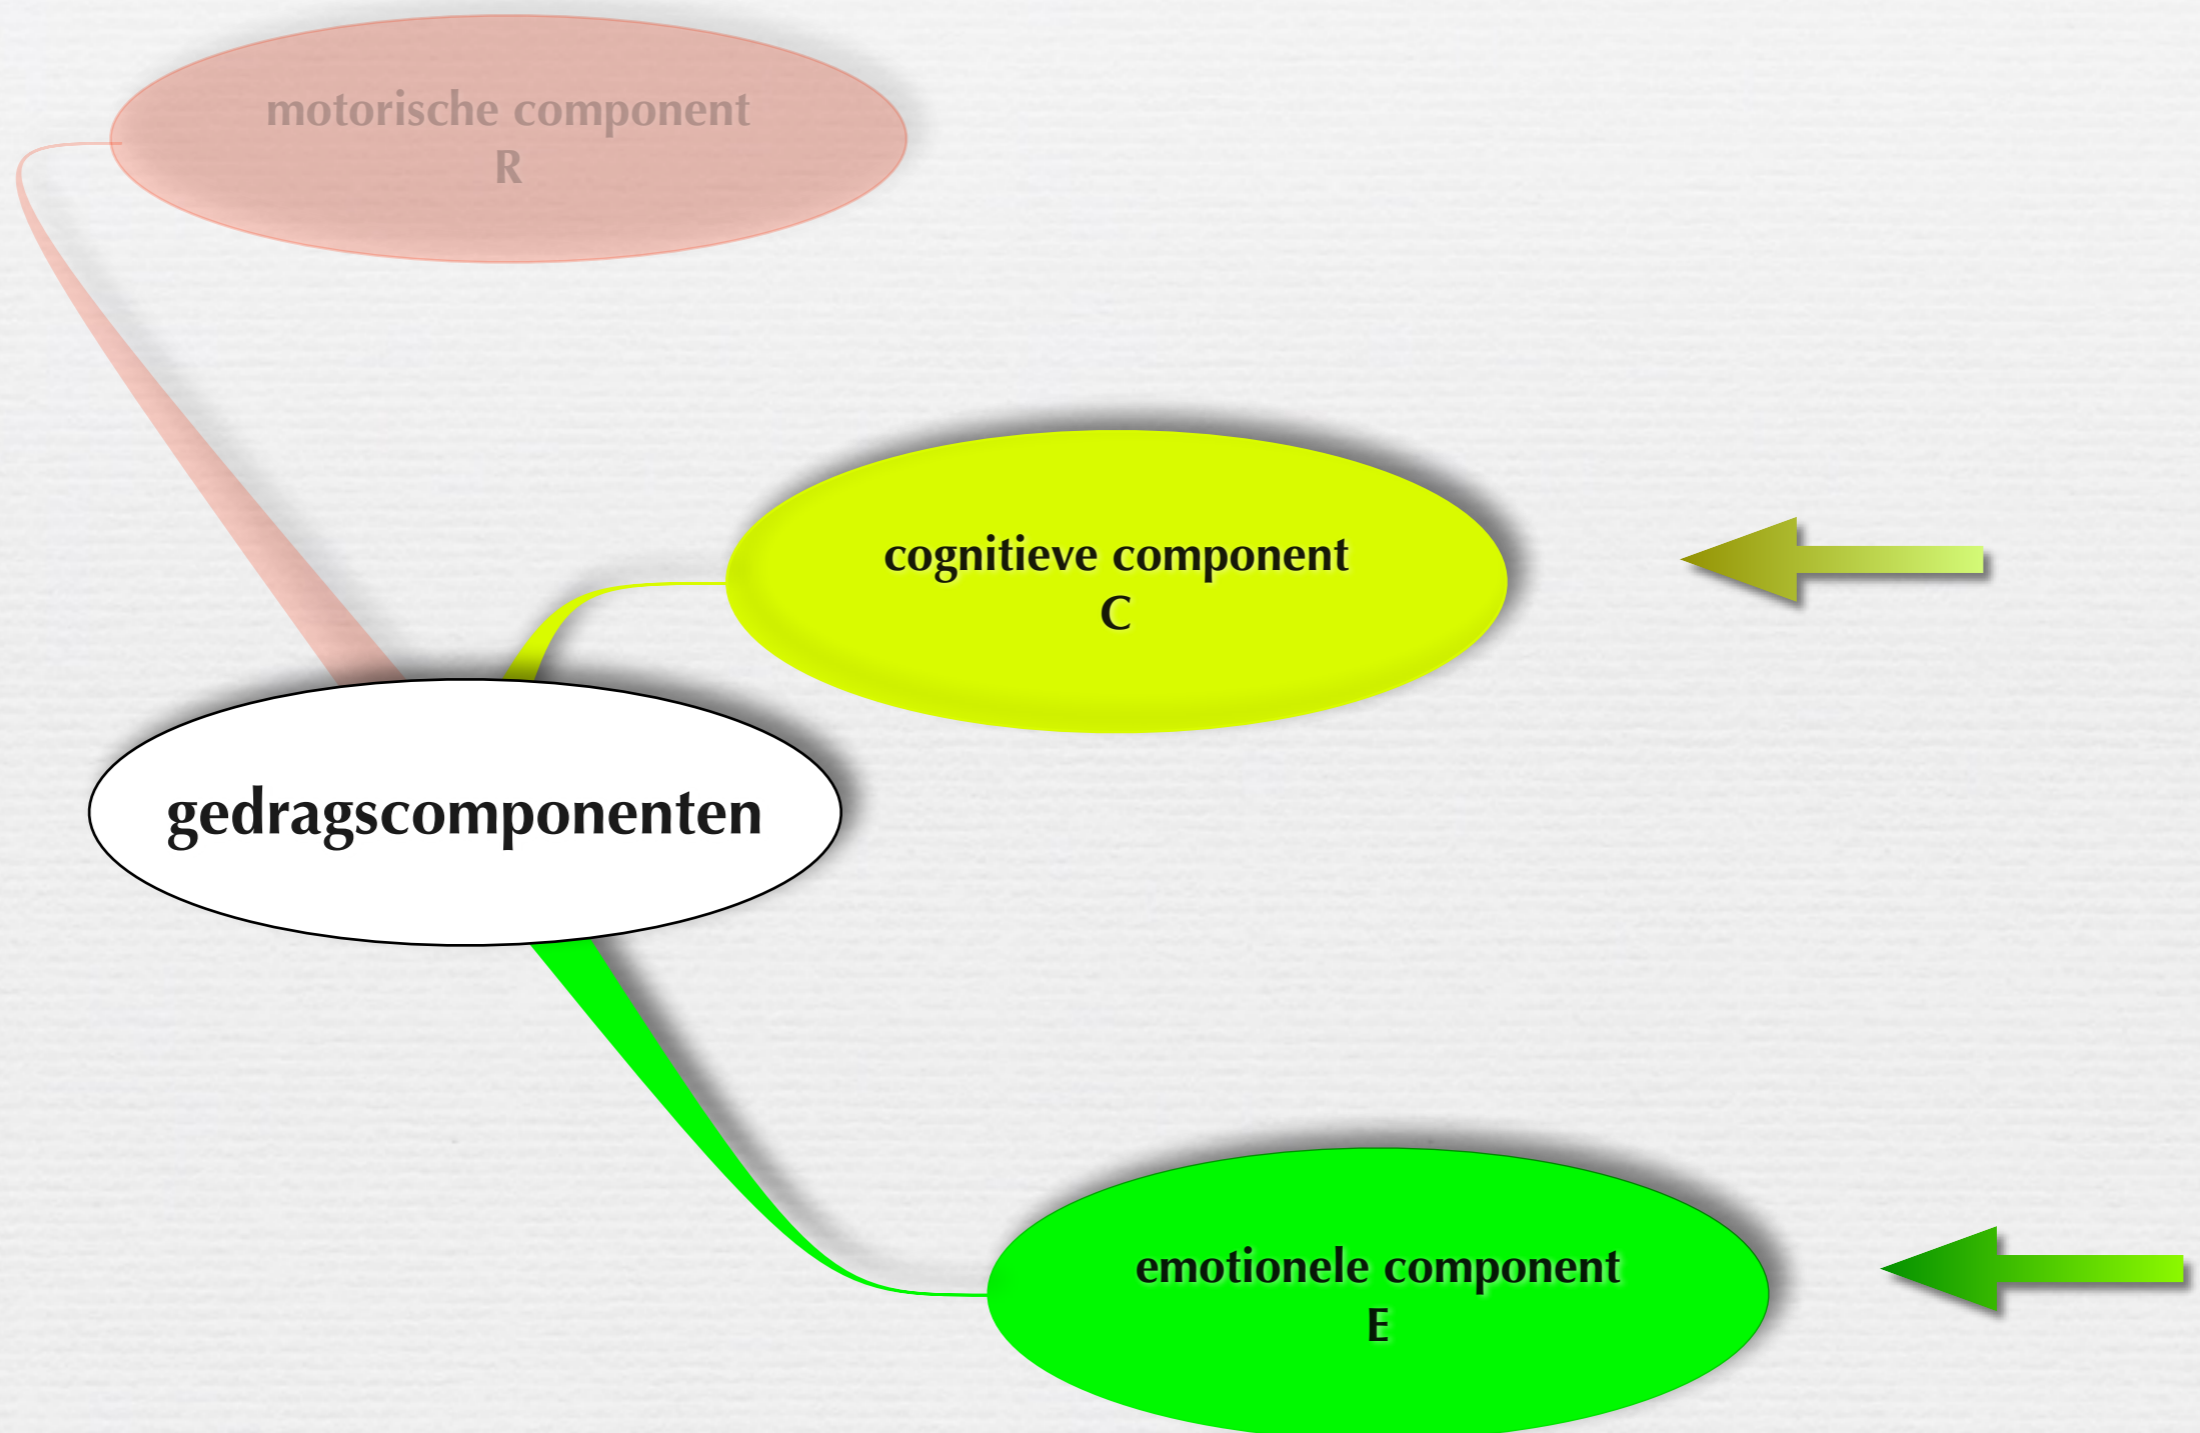 motorische component
R
cognitieve component
C
gedragscomponenten
emotionele component
E